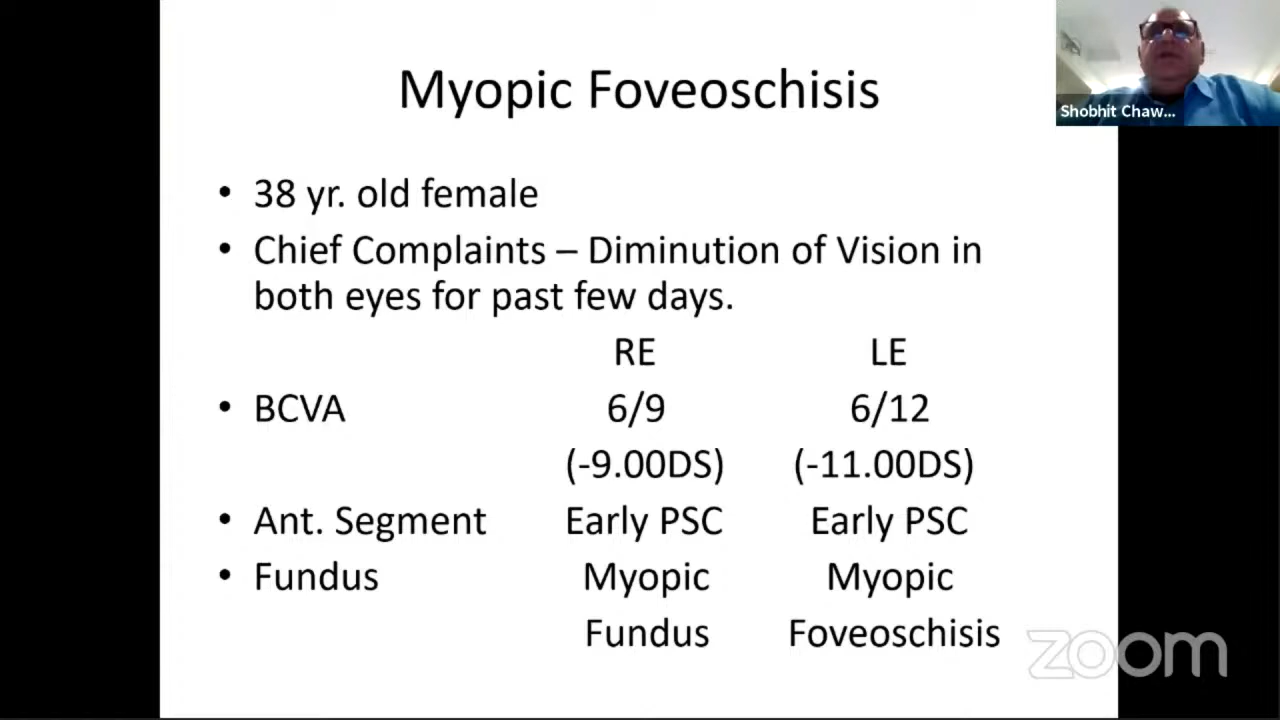 Myopic Foveoschisis
Shobhit Chaw...
• 38 yr. old female
• Chief Complaints – Diminution of Vision in
both eyes for past few days.
RE LE
• BCVA 6/9 6/12
(-9.00DS) (-11.00DS)
• Ant. Segment Early PSC Early PSC
• Fundus Myopic Myopic
Fundus Foveoschisis
zoom